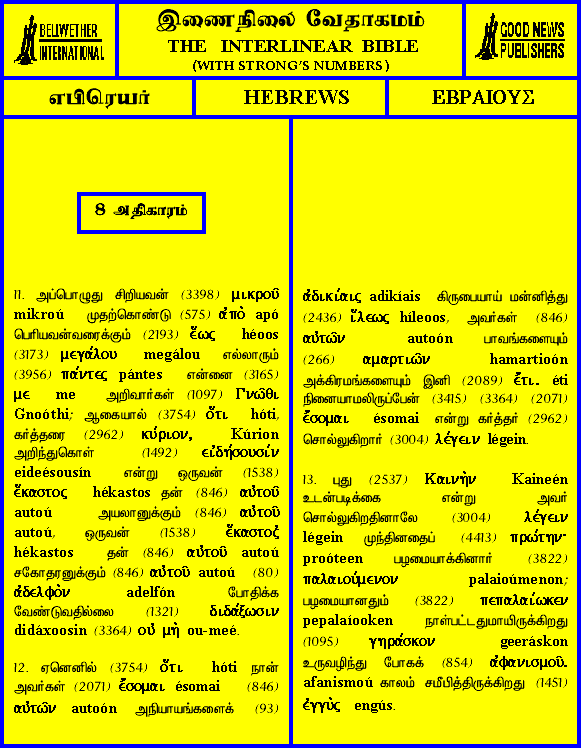 BELLWETHER
INTERNATIONAL
இணைநிலை வேதாகமம்
THE INTERLINEAR BIBLE
(WITH STRONG'S NUMBERS)
GOOD NEWS
PUBLISHERS
எபிரெயர்
HEBREWS
ΕΒΡΑΙΟΥΣ
8 அதிகாரம்
11. அப்பொழுது சிறியவன் (3398) μικροῦ
mikroú முதற்கொண்டு (575) ἀπὸ apó
பெரியவன்வரைக்கும் (2193) ἕως héoos
(3173) μεγάλου megálou எல்லாரும்
(3956) πάντες pántes என்னை (3165)
με me அறிவார்கள் (1097) Γνῶθι
Gnoóthi; ஆகையால் (3754) ὅτι hóti,
கர்த்தரை (2962) κύριον, Kúrion
அறிந்துகொள் (1492) εἰδήσουσίν
eideésousín என்று ஒருவன் (1538)
ἕκαστος hékastos தன் (846) αὐτοῦ
autoú அயலானுக்கும் (846) αὐτοῦ
autoú, ஒருவன் (1538) ἕκαστοζ
hékastos தன் (846) αὐτοῦ autoú
சகோதரனுக்கும் (846) αὐτοῦ autoú (80)
ἀδελφὸν adelfón போதிக்க
வேண்டுவதில்லை (1321) διδάξωσιν
didáxoosin (3364) οὐ μὴ ou-meé.
12. ஏனெனில் (3754) ὅτι hóti நான்
அவர்கள் (2071) ἔσομαι ésomai (846)
αὐτῶν autoón அநியாயங்களைக் (93)
ἀδικίαις adikíais கிருபையாய் மன்னித்து
(2436) ἵλεως híleoos, அவர்கள் (846)
αὐτῶν autoón பாவங்களையும்
(266) αμαρτιῶν hamartioón
அக்கிரமங்களையும் இனி (2089) ἔτι. éti
நினையாமலிருப்பேன் (3415) (3364) (2071)
ἔσομαι ésomai என்று கர்த்தர் (2962)
சொல்லுகிறார் (3004) λέγειν légein.
13. புது (2537) Καινὴν Kaineén
உடன்படிக்கை என்று அவர்
சொல்லுகிறதினாலே (3004) λέγειν
légein முந்தினதைப் (4413) πρώτην·
proóteen பழமையாக்கினார் (3822)
παλαιούμενον palaioúmenon;
பழமையானதும் (3822) πεπαλαίωκεν
pepalaíooken நாள்பட்டதுமாயிருக்கிறது
(1095) γηράσκον geeráskon
உருவழிந்து போகக் (854) ἀφανισμοῦ.
afanismoú காலம் சமீபித்திருக்கிறது (1451)
ἐγγὺς engús.